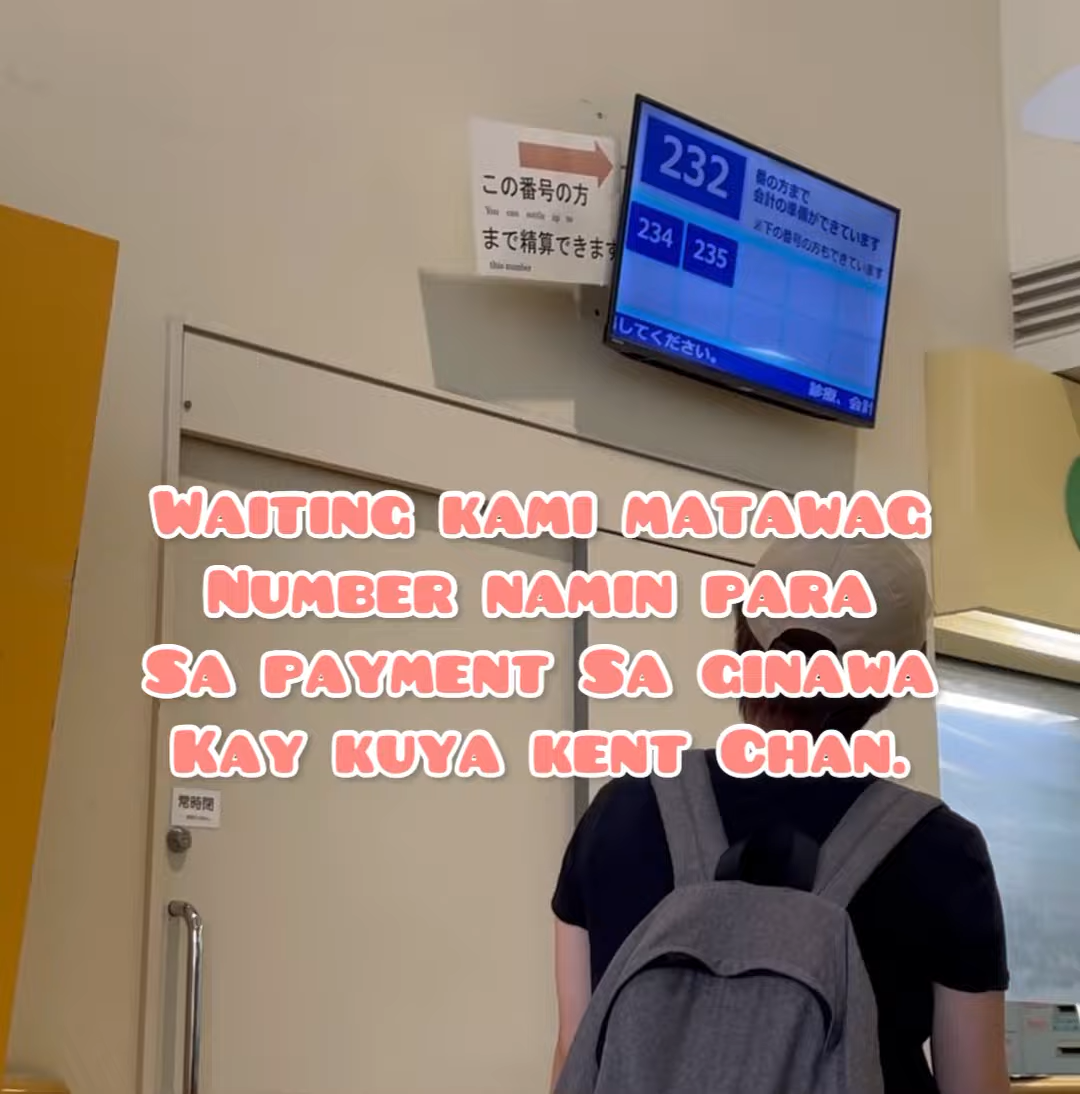 この番号の方
You can settle up to
まで精算できます
this number
232
番の方まで
会計の準備ができています
※下の番号の方もできています
234
235
してください。
診療、会計
Waiting kami matawag
Number namin para
Sa payment Sa ginawa
Kay kuya kent Chan.
常時閉